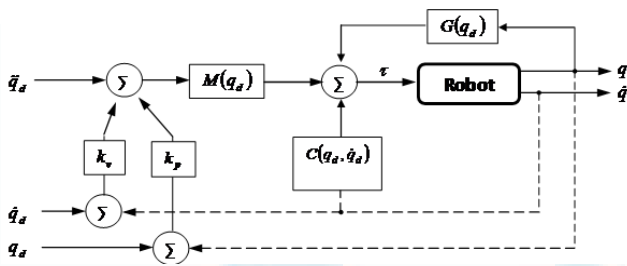 G(q_d)
q̈_d
Σ
M(q_d)
Σ
τ
Robot
q
q̇
k_v
k_p
C(q_d, q̇_d)
q̇_d
Σ
q_d
Σ